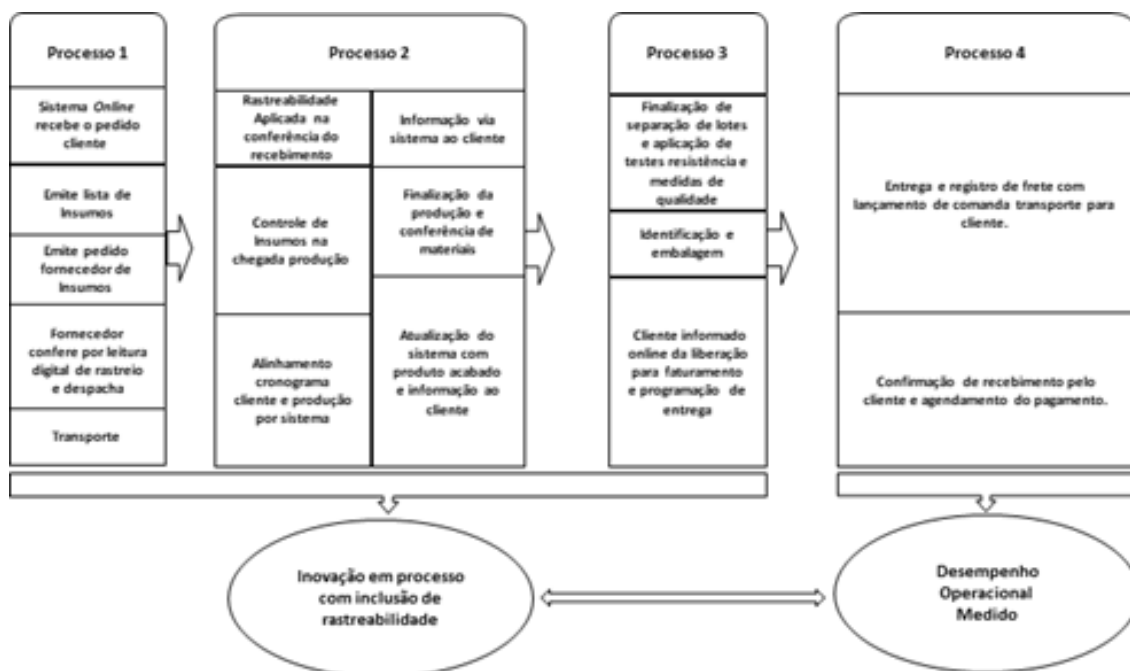 Processo 1
Sistema Online
recebe o pedido
cliente
Emite lista de
Insumos
Emite pedido
fornecedor de
Insumos
Fornecedor
confere por leitura
digital de rastreio
e despacha
Transporte
Processo 2
Rastreabilidade
Aplicada na
conferência do
recebimento
Controle de
Insumos na
chegada produção
Alinhamento
cronograma
cliente e produção
por sistema
Informação via
sistema ao cliente
Finalização da
produção e
conferência de
materiais
Atualização do
sistema com
produto acabado
e informação ao
cliente
Processo 3
Finalização de
separação de lotes
e aplicação de
testes resistência e
medidas de
qualidade
Identificação e
embalagem
Cliente informado
online da liberação
para faturamento
e programação de
entrega
Processo 4
Entrega e registro de frete com
lançamento de comanda transporte para
cliente.
Confirmação de recebimento pelo
cliente e agendamento do pagamento.
Inovação em processo
com inclusão de
rastreabilidade
Desempenho
Operacional
Medido